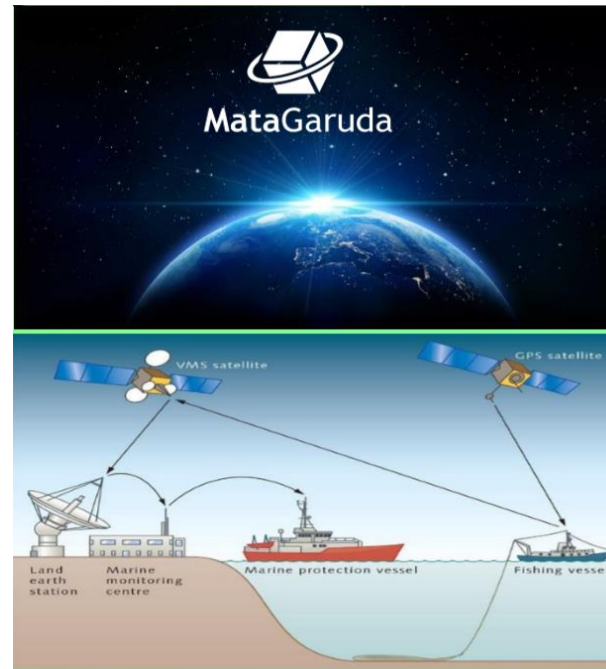 MataGaruda
VMS satellite
GPS satellite
Land
earth
station
Marine
monitoring
centre
Marine protection vessel
Fishing vesse